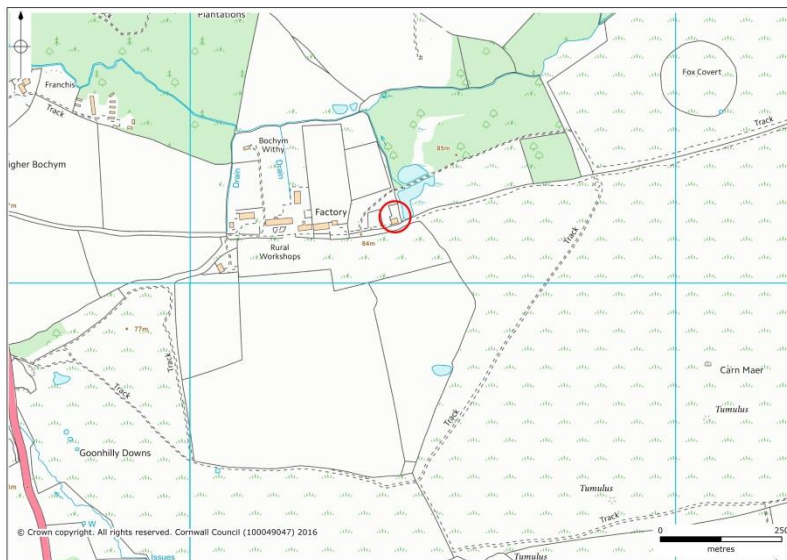 Plantations
Franchis
Track
Fox Covert
Track
igher Bochym
Bochym
Withy
Drain
Drain
85m
Factory
84m
Rural
Workshops
Track
77m
Track
Track
Track
Carn Maer
Tumulus
Goonhilly Downs
Tumulus
W
Track
© Crown copyright. All rights reserved. Cornwall Council (100049047) 2016
Issues
Tumulus
0
250
metres